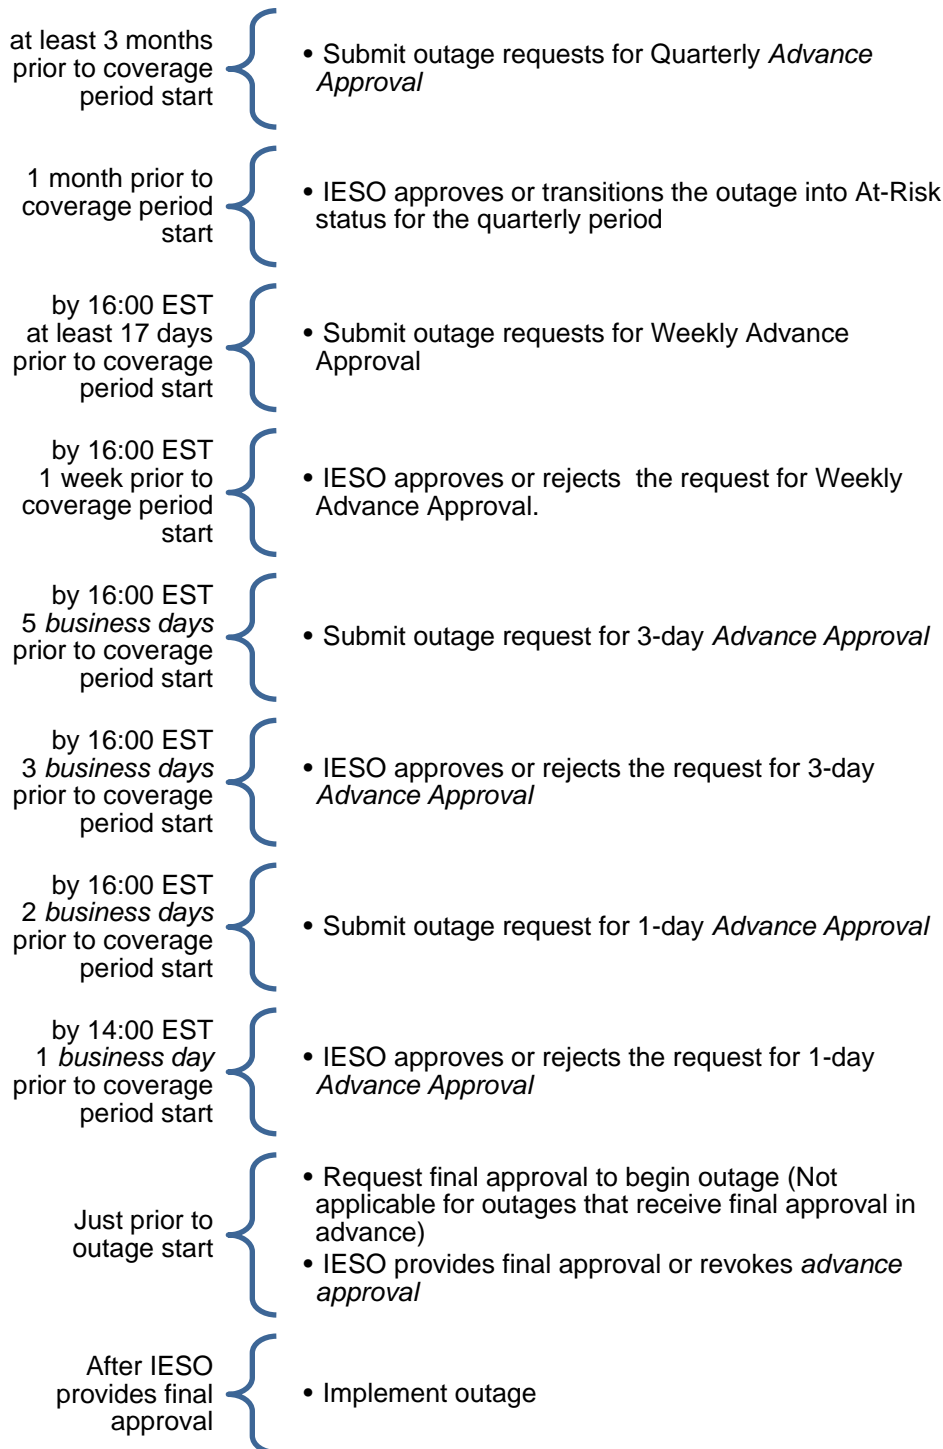 at least 3 months
prior to coverage
period start
• Submit outage requests for Quarterly Advance
Approval
1 month prior to
coverage period
start
• IESO approves or transitions the outage into At-Risk
status for the quarterly period
by 16:00 EST
at least 17 days
prior to coverage
period start
• Submit outage requests for Weekly Advance
Approval
by 16:00 EST
1 week prior to
coverage period
start
• IESO approves or rejects  the request for Weekly
Advance Approval.
by 16:00 EST
5 business days
prior to coverage
period start
• Submit outage request for 3-day Advance Approval
by 16:00 EST
3 business days
prior to coverage
period start
• IESO approves or rejects the request for 3-day
Advance Approval
by 16:00 EST
2 business days
prior to coverage
period start
• Submit outage request for 1-day Advance Approval
by 14:00 EST
1 business day
prior to coverage
period start
• IESO approves or rejects the request for 1-day
Advance Approval
Just prior to
outage start
• Request final approval to begin outage (Not
applicable for outages that receive final approval in
advance)
• IESO provides final approval or revokes advance
approval
After IESO
provides final
approval
• Implement outage